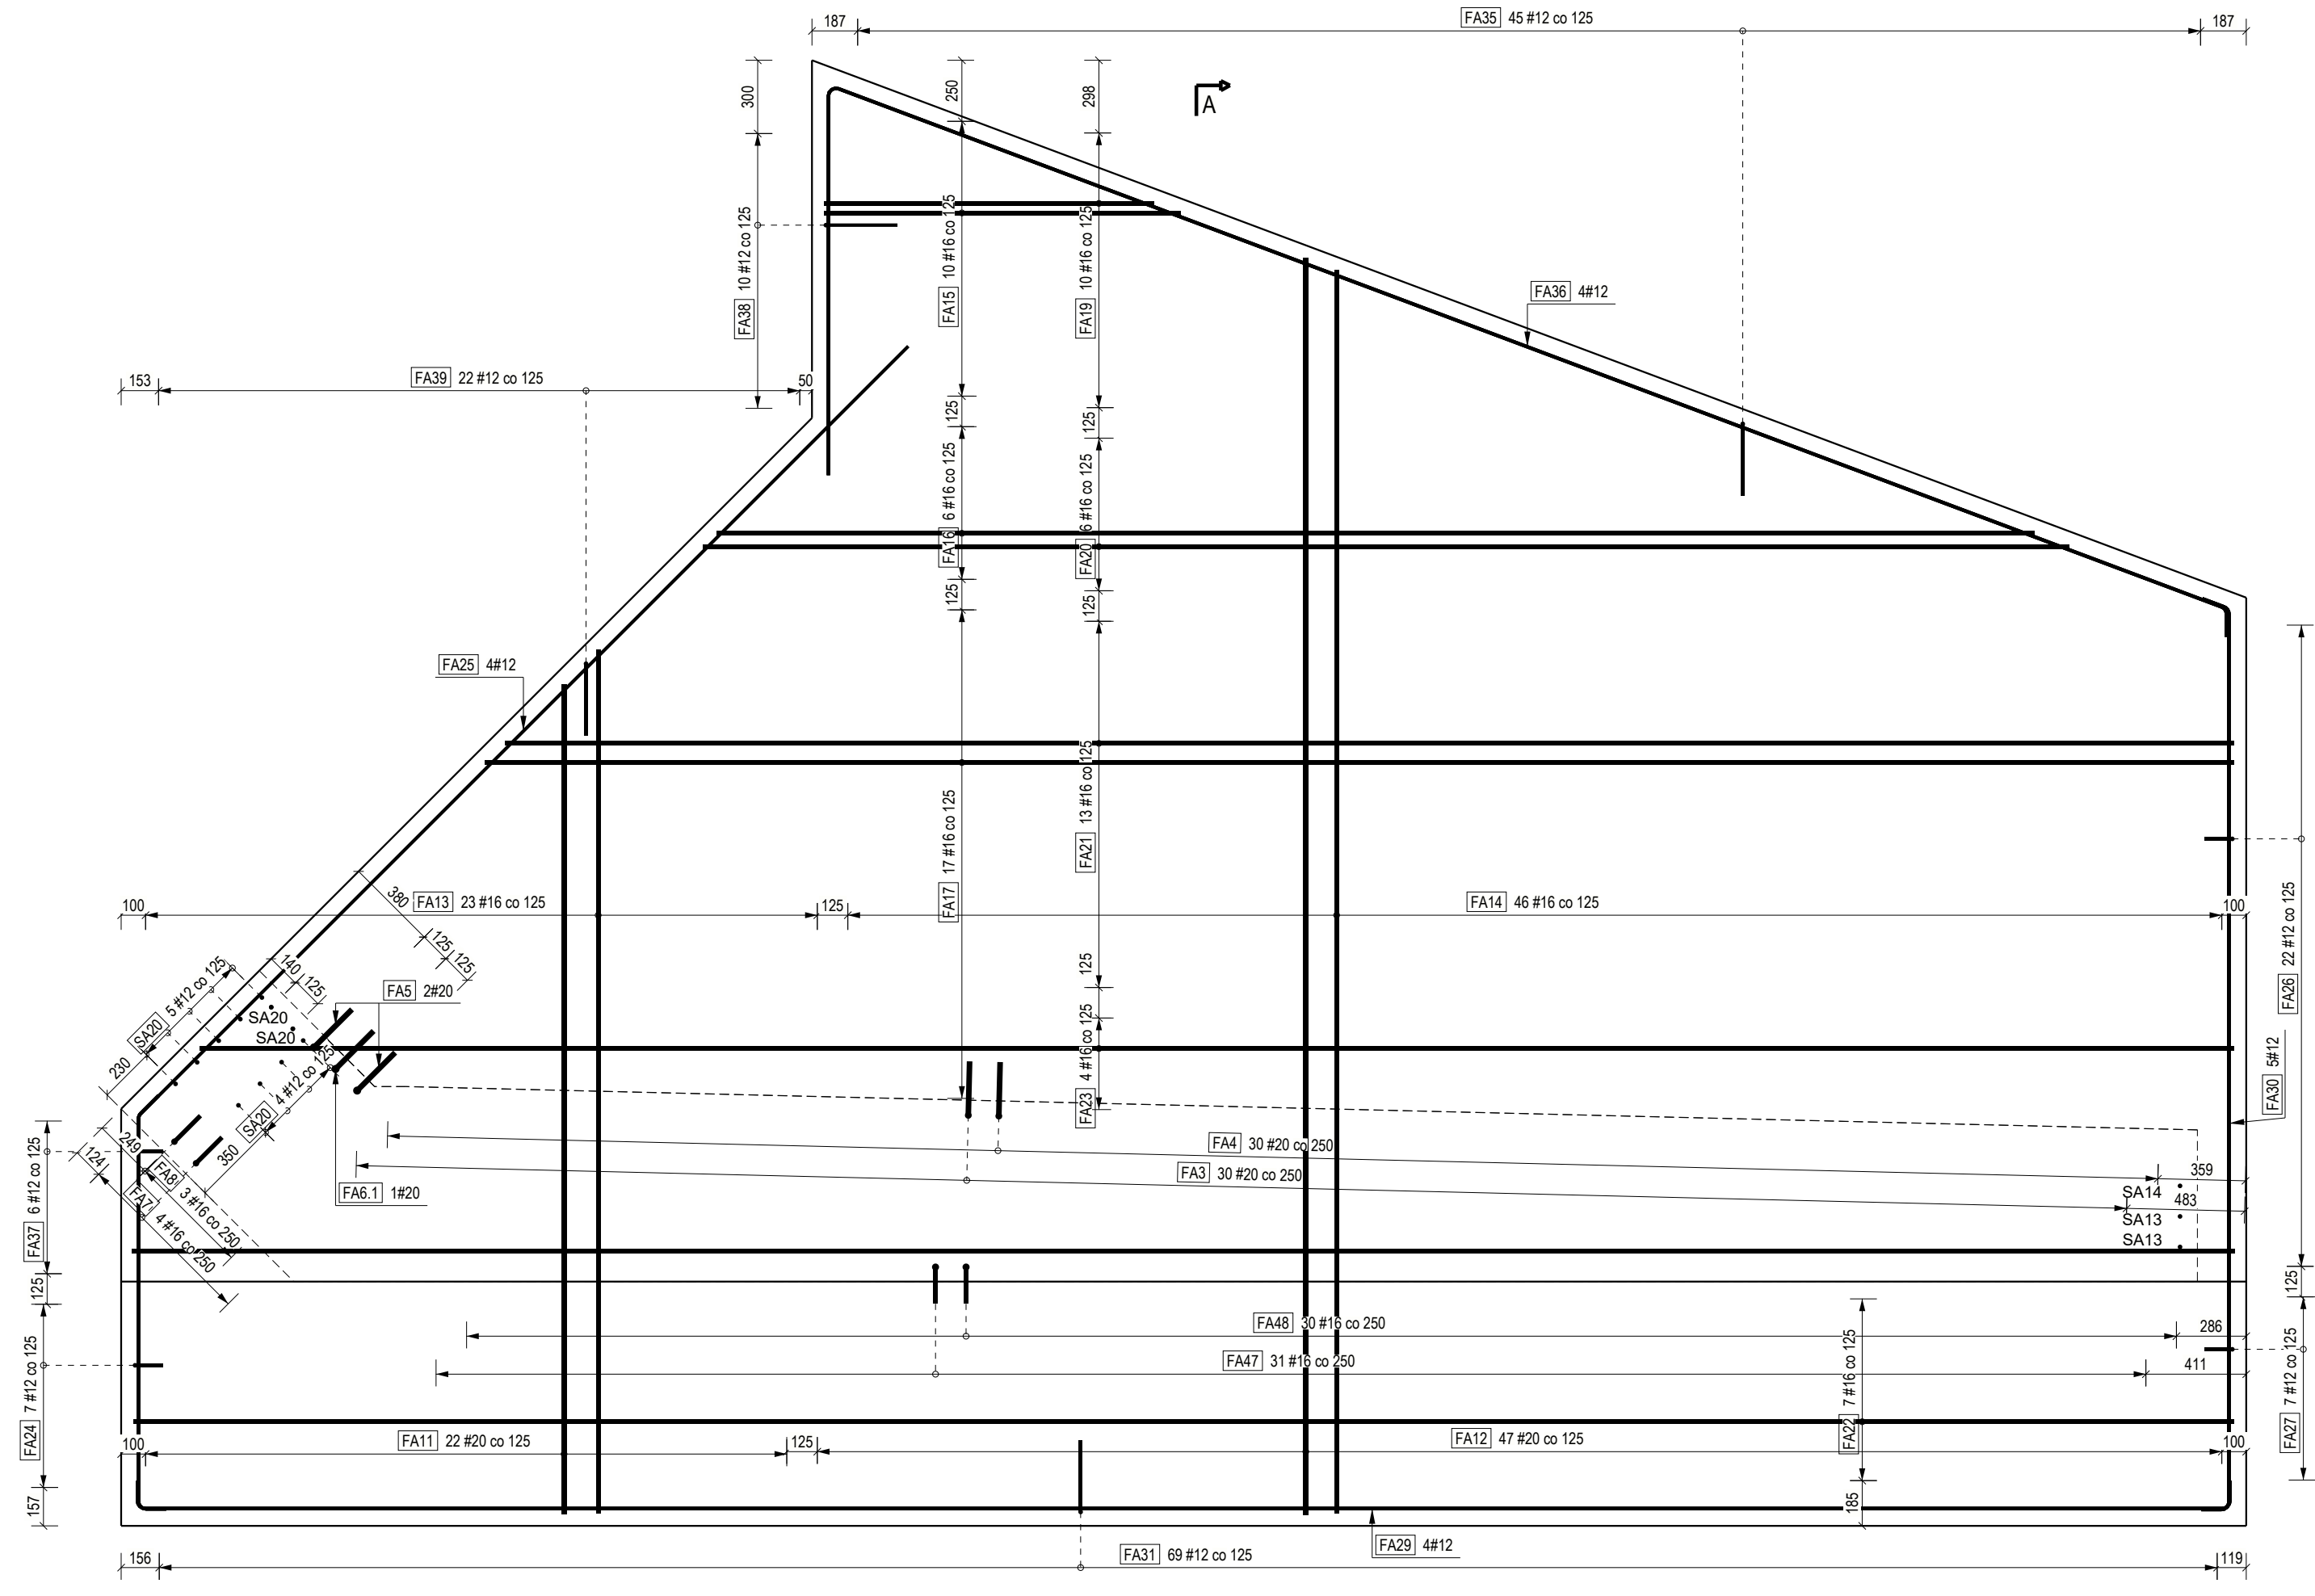 187
FA35 45 #12 co 125
187
300
250
298
A
FA38 10 #12 co 125
FA15 10 #16 co 125
FA19 10 #16 co 125
FA36 4#12
153
FA39 22 #12 co 125
50
125
125
FA16 6 #16 co 125
FA20 6 #16 co 125
125
125
FA25 4#12
FA17 17 #16 co 125
FA21 13 #16 co 125
380
125
125
100
FA13 23 #16 co 125
125
FA14 46 #16 co 125
100
FA26 22 #12 co 125
140
125
SA20 5 #12 co 125
230
FA5 2#20
125
SA20
SA20
SA20 4 #12 co 125
350
FA23 4 #16 co 125
FA30 5#12
249
124
FA8 3 #16 co 250
FA7 4 #16 co 250
FA37 6 #12 co 125
FA4 30 #20 co 250
FA3 30 #20 co 250
359
483
FA6.1 1#20
SA14
SA13
SA13
125
125
FA48 30 #16 co 250
286
FA47 31 #16 co 250
411
FA22 7 #16 co 125
FA24 7 #12 co 125
FA27 7 #12 co 125
100
FA11 22 #20 co 125
125
FA12 47 #20 co 125
100
157
185
FA29 4#12
156
FA31 69 #12 co 125
119